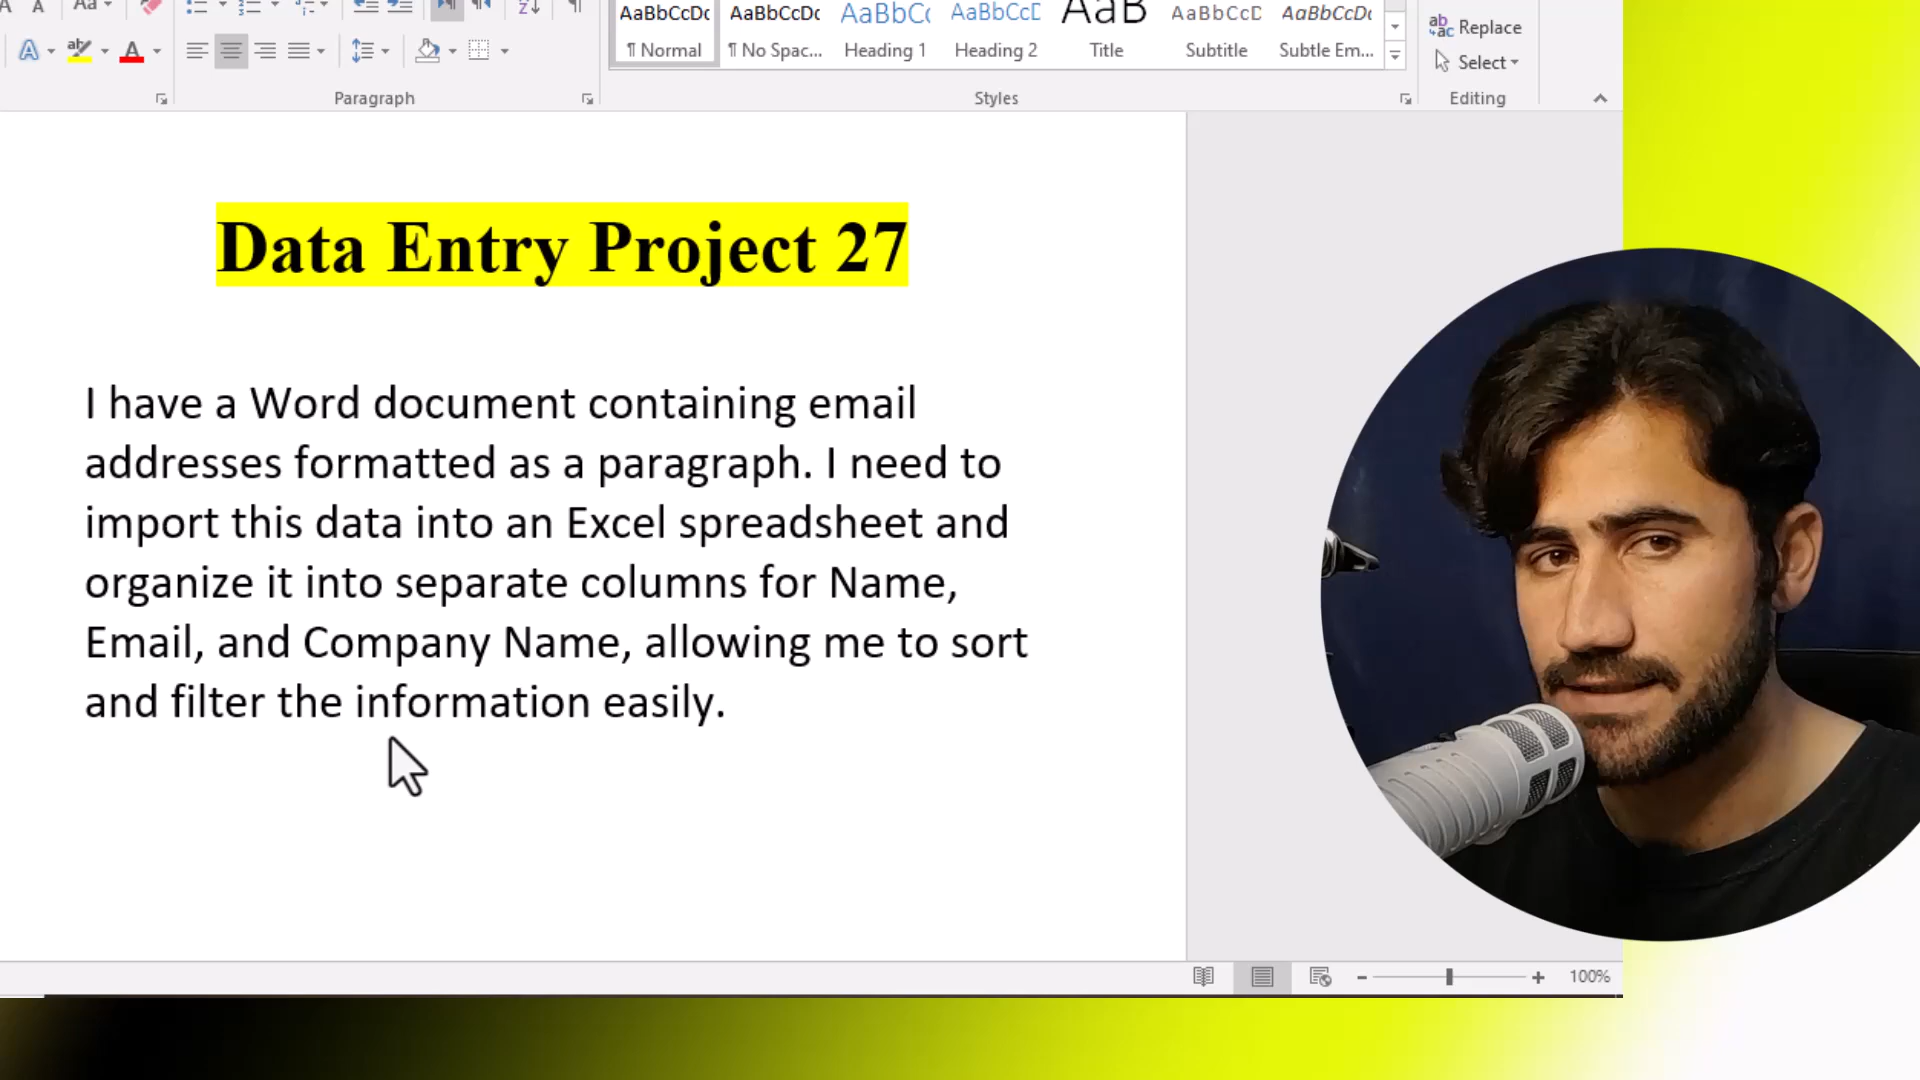 AaBbCcDc AaBbCcDc AaBbC AaBbCcD AaB AaBbCcD AaBbCcDc
¶ Normal ¶ No Spac... Heading 1 Heading 2 Title Subtitle Subtle Em...
Replace
Select
Paragraph Styles Editing
Data Entry Project 27
I have a Word document containing email
addresses formatted as a paragraph. I need to
import this data into an Excel spreadsheet and
organize it into separate columns for Name,
Email, and Company Name, allowing me to sort
and filter the information easily.
100%